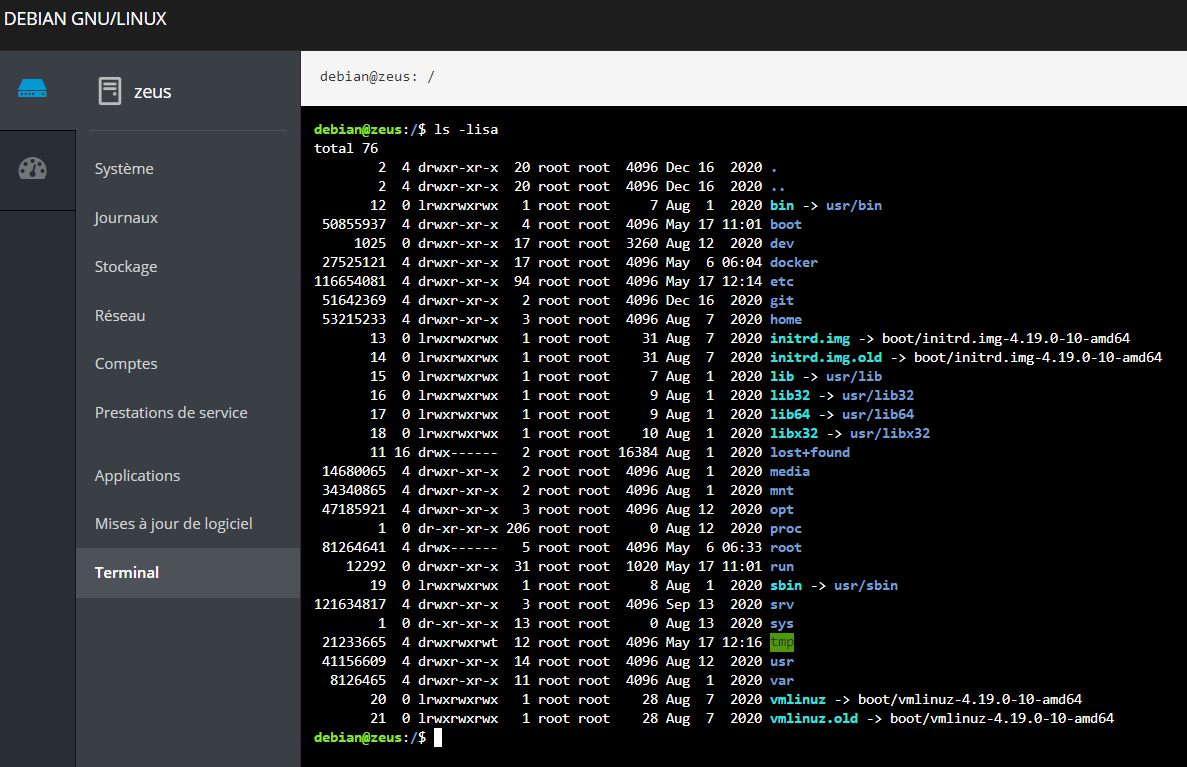 DEBIAN GNU/LINUX
zeus
Système
Journaux
Stockage
Réseau
Comptes
Prestations de service
Applications
Mises à jour de logiciel
Terminal
debian@zeus: /
debian@zeus:/$ ls -lisa
total 76
2 4 drwxr-xr-x 20 root root 4096 Dec 16 2020 .
2 4 drwxr-xr-x 20 root root 4096 Dec 16 2020 ..
12 0 lrwxrwxrwx 1 root root 7 Aug 1 2020 bin -> usr/bin
50855937 4 drwxr-xr-x 4 root root 4096 May 17 11:01 boot
1025 0 drwxr-xr-x 17 root root 3260 Aug 12 2020 dev
27525121 4 drwxr-xr-x 17 root root 4096 May 6 06:04 docker
116654081 4 drwxr-xr-x 94 root root 4096 May 17 12:14 etc
51642369 4 drwxr-xr-x 2 root root 4096 Dec 16 2020 git
53215233 4 drwxr-xr-x 3 root root 4096 Aug 7 2020 home
13 0 lrwxrwxrwx 1 root root 31 Aug 7 2020 initrd.img -> boot/initrd.img-4.19.0-10-amd64
14 0 lrwxrwxrwx 1 root root 31 Aug 7 2020 initrd.img.old -> boot/initrd.img-4.19.0-10-amd64
15 0 lrwxrwxrwx 1 root root 7 Aug 1 2020 lib -> usr/lib
16 0 lrwxrwxrwx 1 root root 9 Aug 1 2020 lib32 -> usr/lib32
17 0 lrwxrwxrwx 1 root root 9 Aug 1 2020 lib64 -> usr/lib64
18 0 lrwxrwxrwx 1 root root 10 Aug 1 2020 libx32 -> usr/libx32
11 16 drwx------ 2 root root 16384 Aug 1 2020 lost+found
14680065 4 drwxr-xr-x 2 root root 4096 Aug 1 2020 media
34340865 4 drwxr-xr-x 2 root root 4096 Aug 1 2020 mnt
47185921 4 drwxr-xr-x 3 root root 4096 Aug 12 2020 opt
1 0 dr-xr-xr-x 206 root root 0 Aug 12 2020 proc
81264641 4 drwx------ 5 root root 4096 May 6 06:33 root
12292 0 drwxr-xr-x 31 root root 1020 May 17 11:01 run
19 0 lrwxrwxrwx 1 root root 8 Aug 1 2020 sbin -> usr/sbin
121634817 4 drwxr-xr-x 3 root root 4096 Sep 13 2020 srv
1 0 dr-xr-xr-x 13 root root 0 Aug 13 2020 sys
21233665 4 drwxrwxrwt 12 root root 4096 May 17 12:16 tmp
41156609 4 drwxr-xr-x 14 root root 4096 Aug 12 2020 usr
8126465 4 drwxr-xr-x 11 root root 4096 Aug 1 2020 var
20 0 lrwxrwxrwx 1 root root 28 Aug 7 2020 vmlinuz -> boot/vmlinuz-4.19.0-10-amd64
21 0 lrwxrwxrwx 1 root root 28 Aug 7 2020 vmlinuz.old -> boot/vmlinuz-4.19.0-10-amd64
debian@zeus:/$